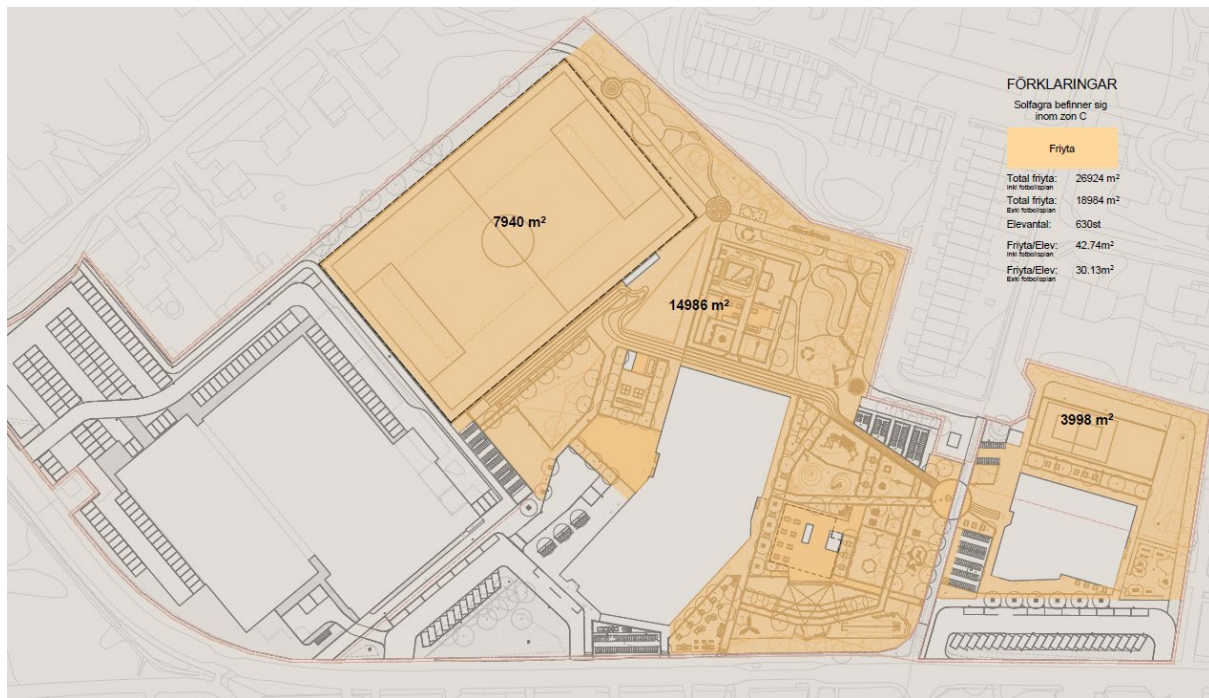 FÖRKLARINGAR
Solfagra befinner sig
inom zon C
Friyta
Total friyta: 26924 m²
Inkl fotbollsplan
Total friyta: 18984 m²
Exkl fotbollsplan
Elevantal: 630st
Friyta/Elev: 42.74m²
Inkl fotbollsplan
Friyta/Elev: 30.13m²
Exkl fotbollsplan
7940 m²
14986 m²
3998 m²